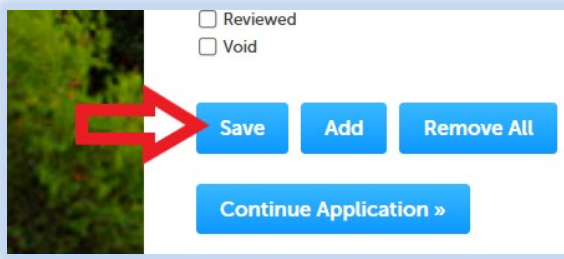 Reviewed
Void
Save Add Remove All
Continue Application »